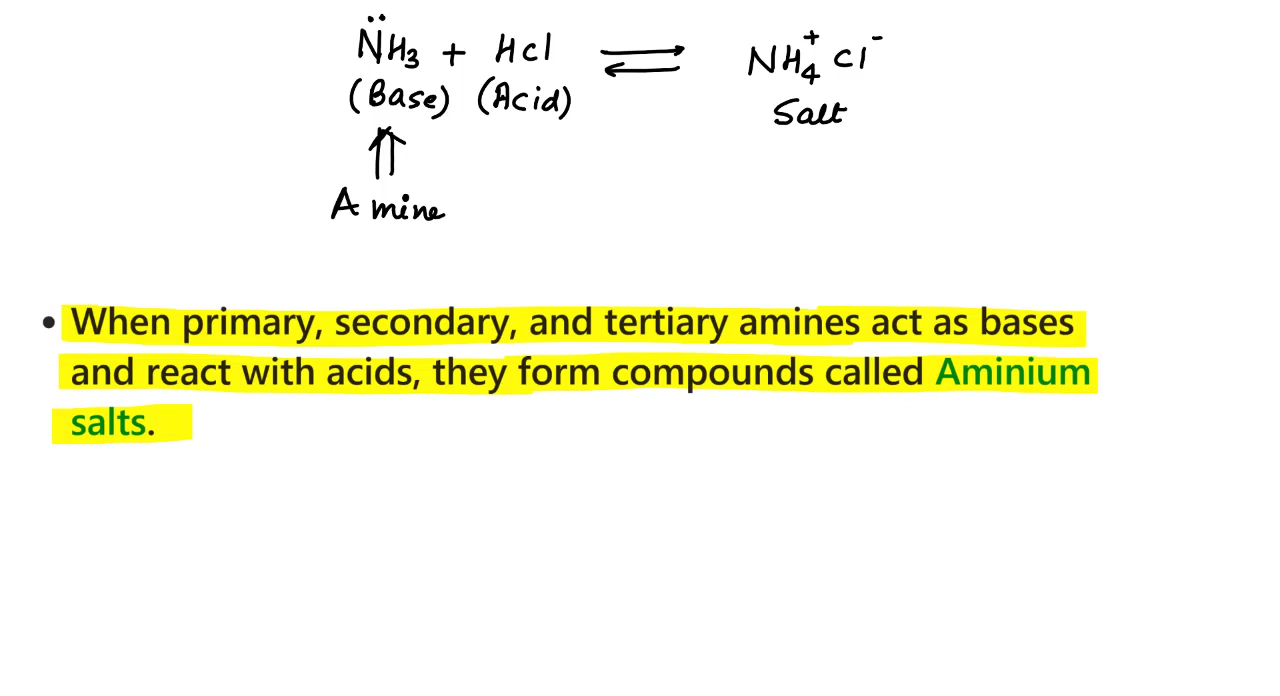 N̈H₃ + Hcl ⇌ NH₄⁺ cl⁻
(Base) (Acid) Salt
⇑
Amine
• When primary, secondary, and tertiary amines act as bases
and react with acids, they form compounds called Aminium
salts.